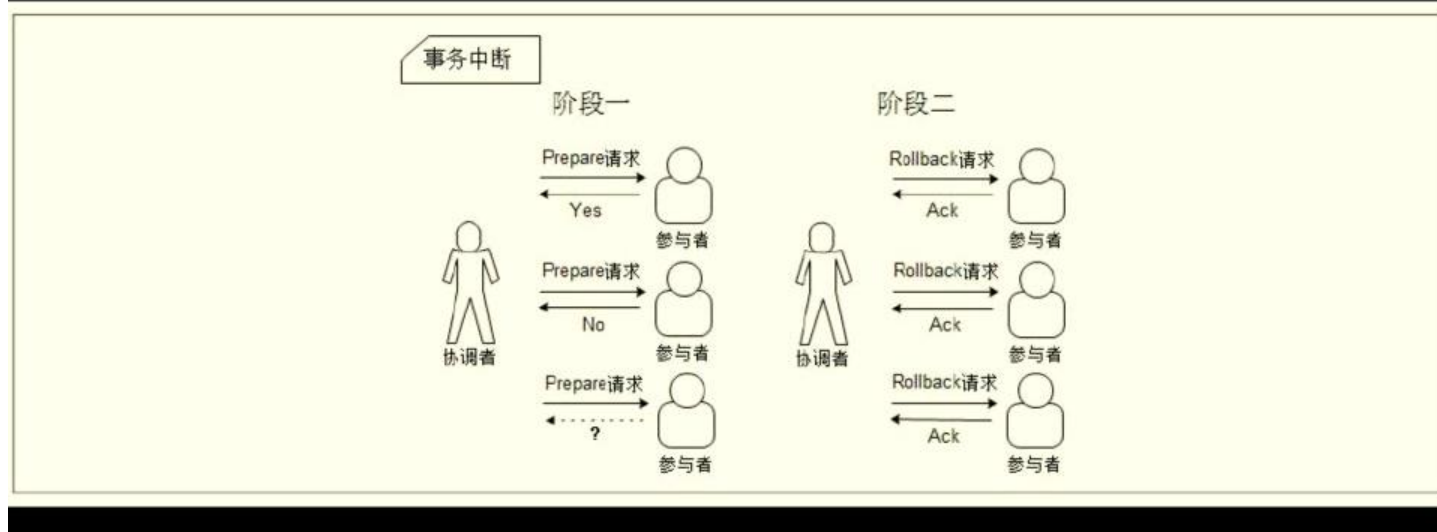 事务中断
阶段一
阶段二
Prepare请求
Yes
参与者
Prepare请求
No
参与者
Prepare请求
?
参与者
协调者
Rollback请求
Ack
参与者
Rollback请求
Ack
参与者
Rollback请求
Ack
参与者
协调者